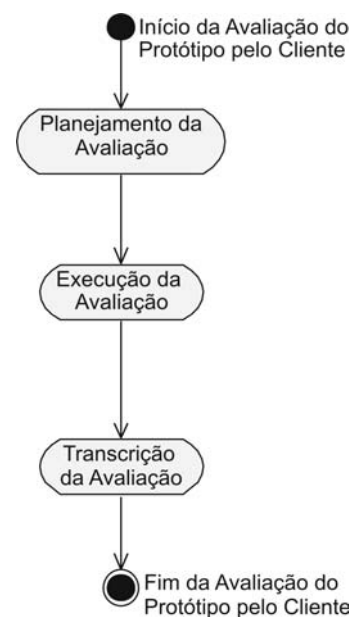 Início da Avaliação do
Protótipo pelo Cliente
Planejamento da
Avaliação
Execução da
Avaliação
Transcrição
da Avaliação
Fim da Avaliação do
Protótipo pelo Cliente